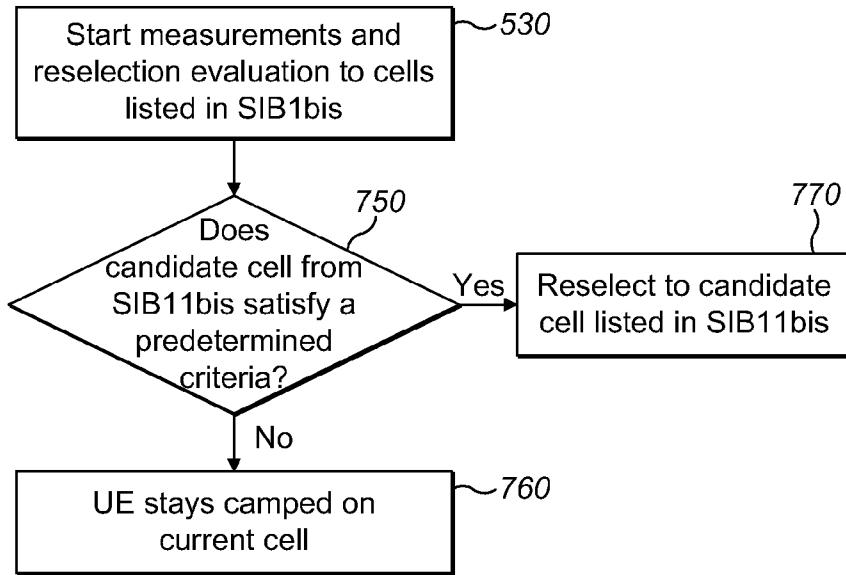 Start measurements and
reselection evaluation to cells
listed in SIB1bis
530
Does
candidate cell from
SIB11bis satisfy a
predetermined
criteria?
750
Yes
Reselect to candidate
cell listed in SIB11bis
770
No
UE stays camped on
current cell
760